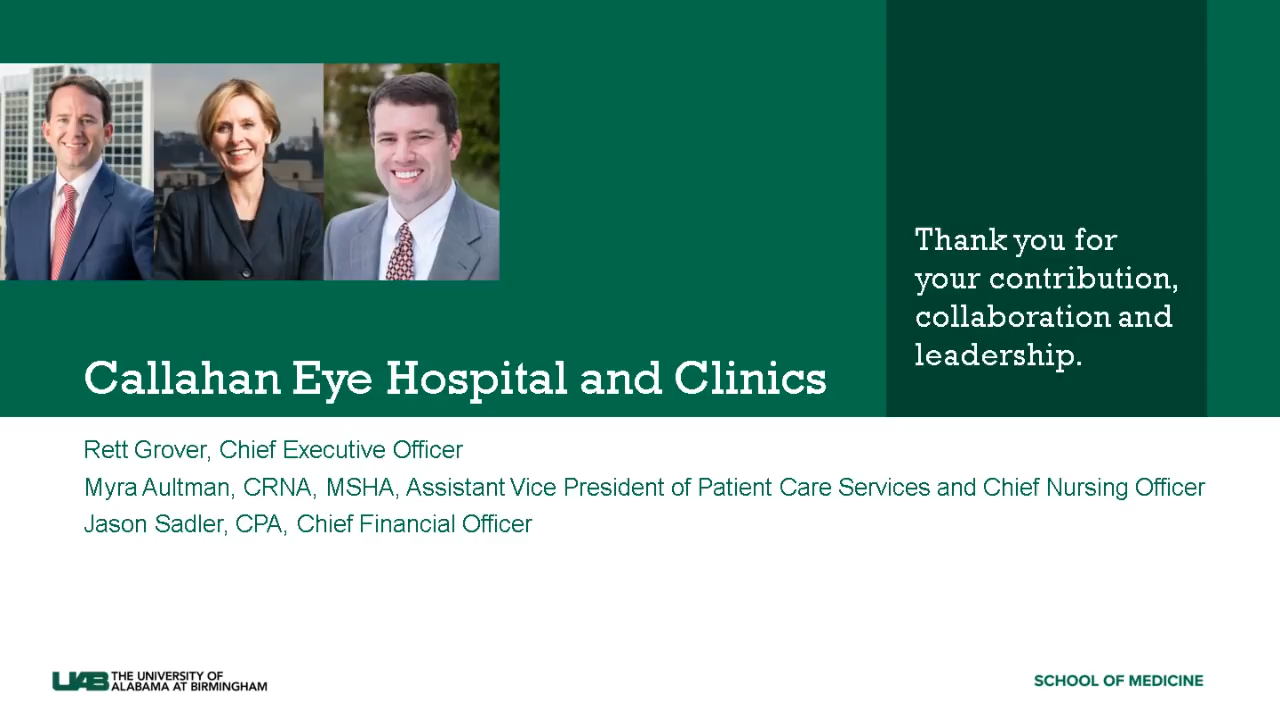 Thank you for
your contribution,
collaboration and
leadership.
Callahan Eye Hospital and Clinics
Rett Grover, Chief Executive Officer
Myra Aultman, CRNA, MSHA, Assistant Vice President of Patient Care Services and Chief Nursing Officer
Jason Sadler, CPA, Chief Financial Officer
UAB THE UNIVERSITY OF
ALABAMA AT BIRMINGHAM
SCHOOL OF MEDICINE